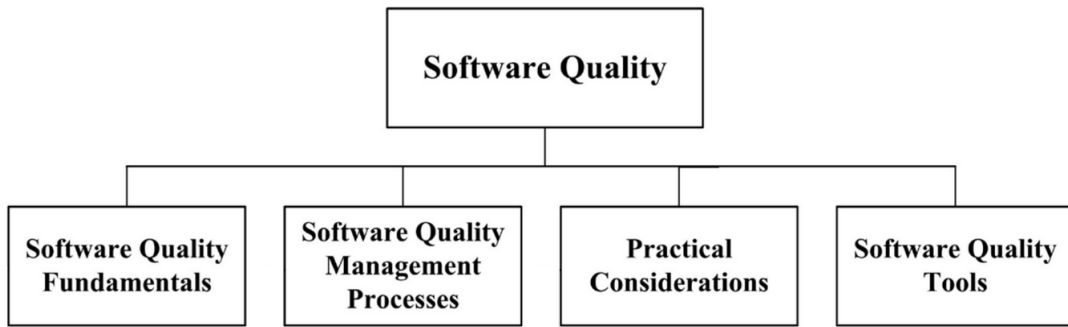 Software Quality
Software Quality
Fundamentals
Software Quality
Management
Processes
Practical
Considerations
Software Quality
Tools